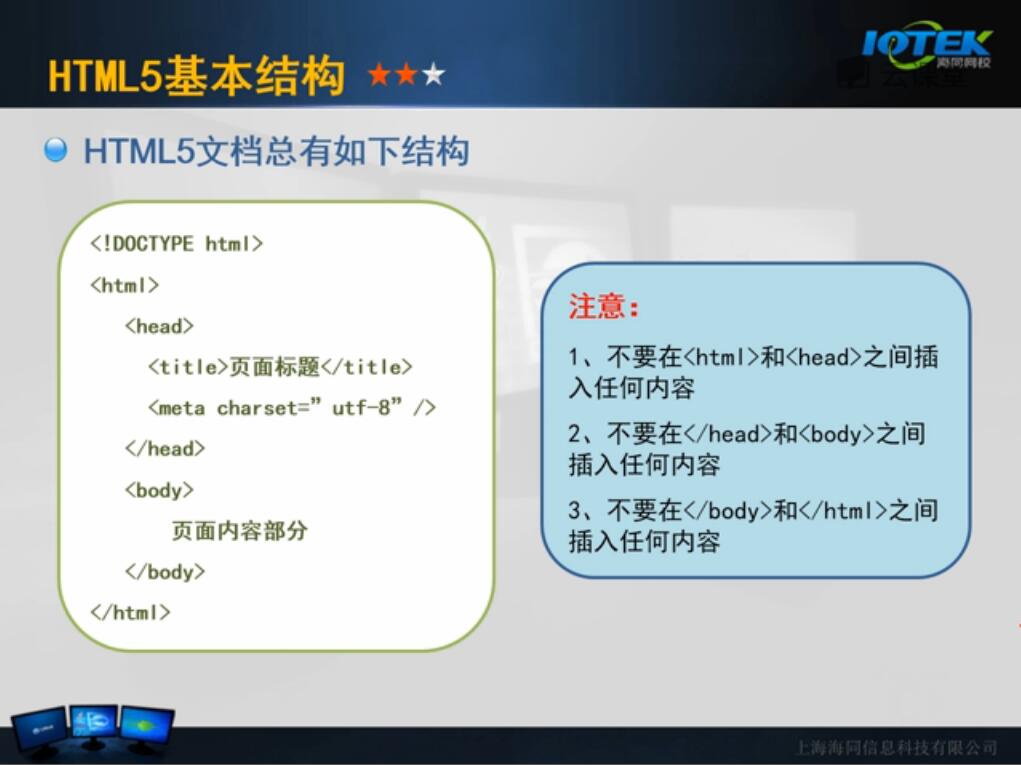 HTML5基本结构
IOTEK
海同网校
云课堂
HTML5文档总有如下结构
<!DOCTYPE html>
<html>
<head>
<title>页面标题</title>
<meta charset=”utf-8”/>
</head>
<body>
页面内容部分
</body>
</html>
注意：
1、不要在<html>和<head>之间插
入任何内容
2、不要在</head>和<body>之间
插入任何内容
3、不要在</body>和</html>之间
插入任何内容
上海海同信息科技有限公司